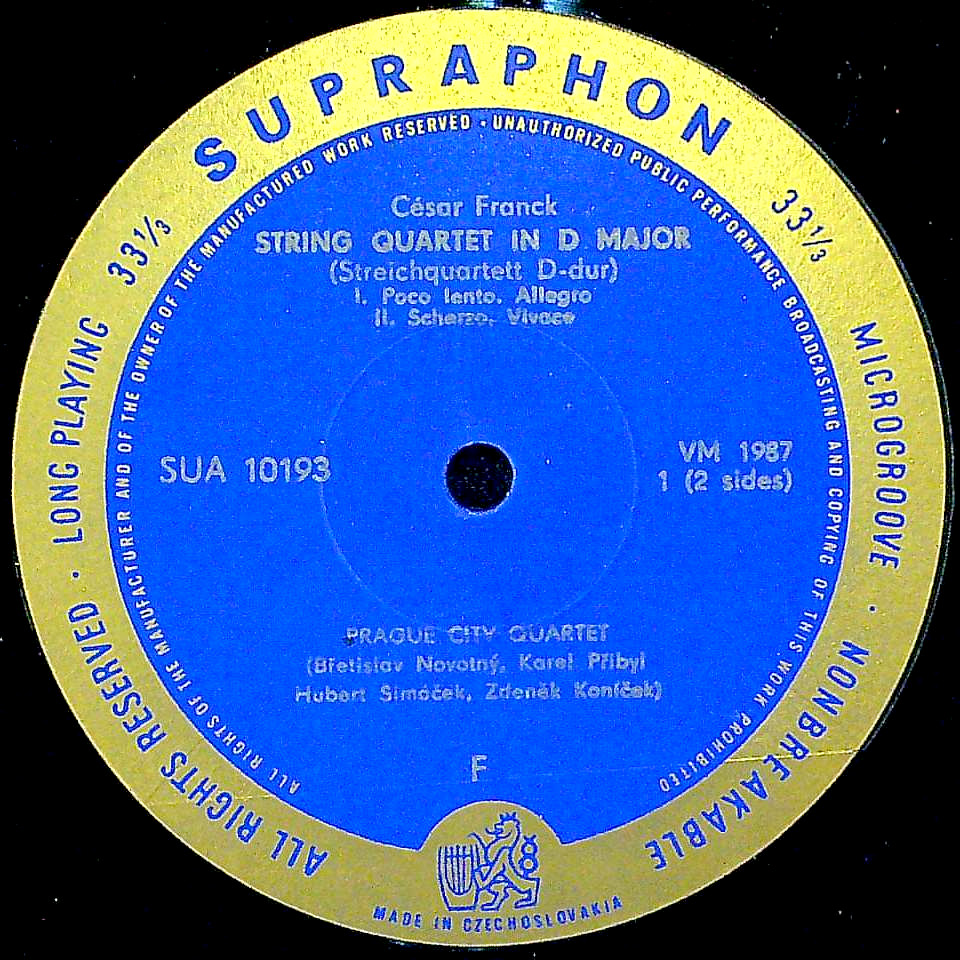 SUPRAPHON
33⅓
33⅓
LONG PLAYING
MICROGROOVE · NONBREAKABLE
ALL RIGHTS RESERVED ·
ALL RIGHTS OF THE MANUFACTURER AND OF THE OWNER OF THE MANUFACTURED WORK RESERVED · UNAUTHORIZED PUBLIC PERFORMANCE BROADCASTING AND COPYING OF THIS WORK PROHIBITED
César Franck
STRING QUARTET IN D MAJOR
(Streichquartett D-dur)
I. Poco lento. Allegro
II. Scherzo. Vivace
SUA 10193
VM 1987
1 (2 sides)
PRAGUE CITY QUARTET
(Břetislav Novotný, Karel Přibyl
Hubert Simáček, Zdeněk Koníček)
F
MADE IN CZECHOSLOVAKIA